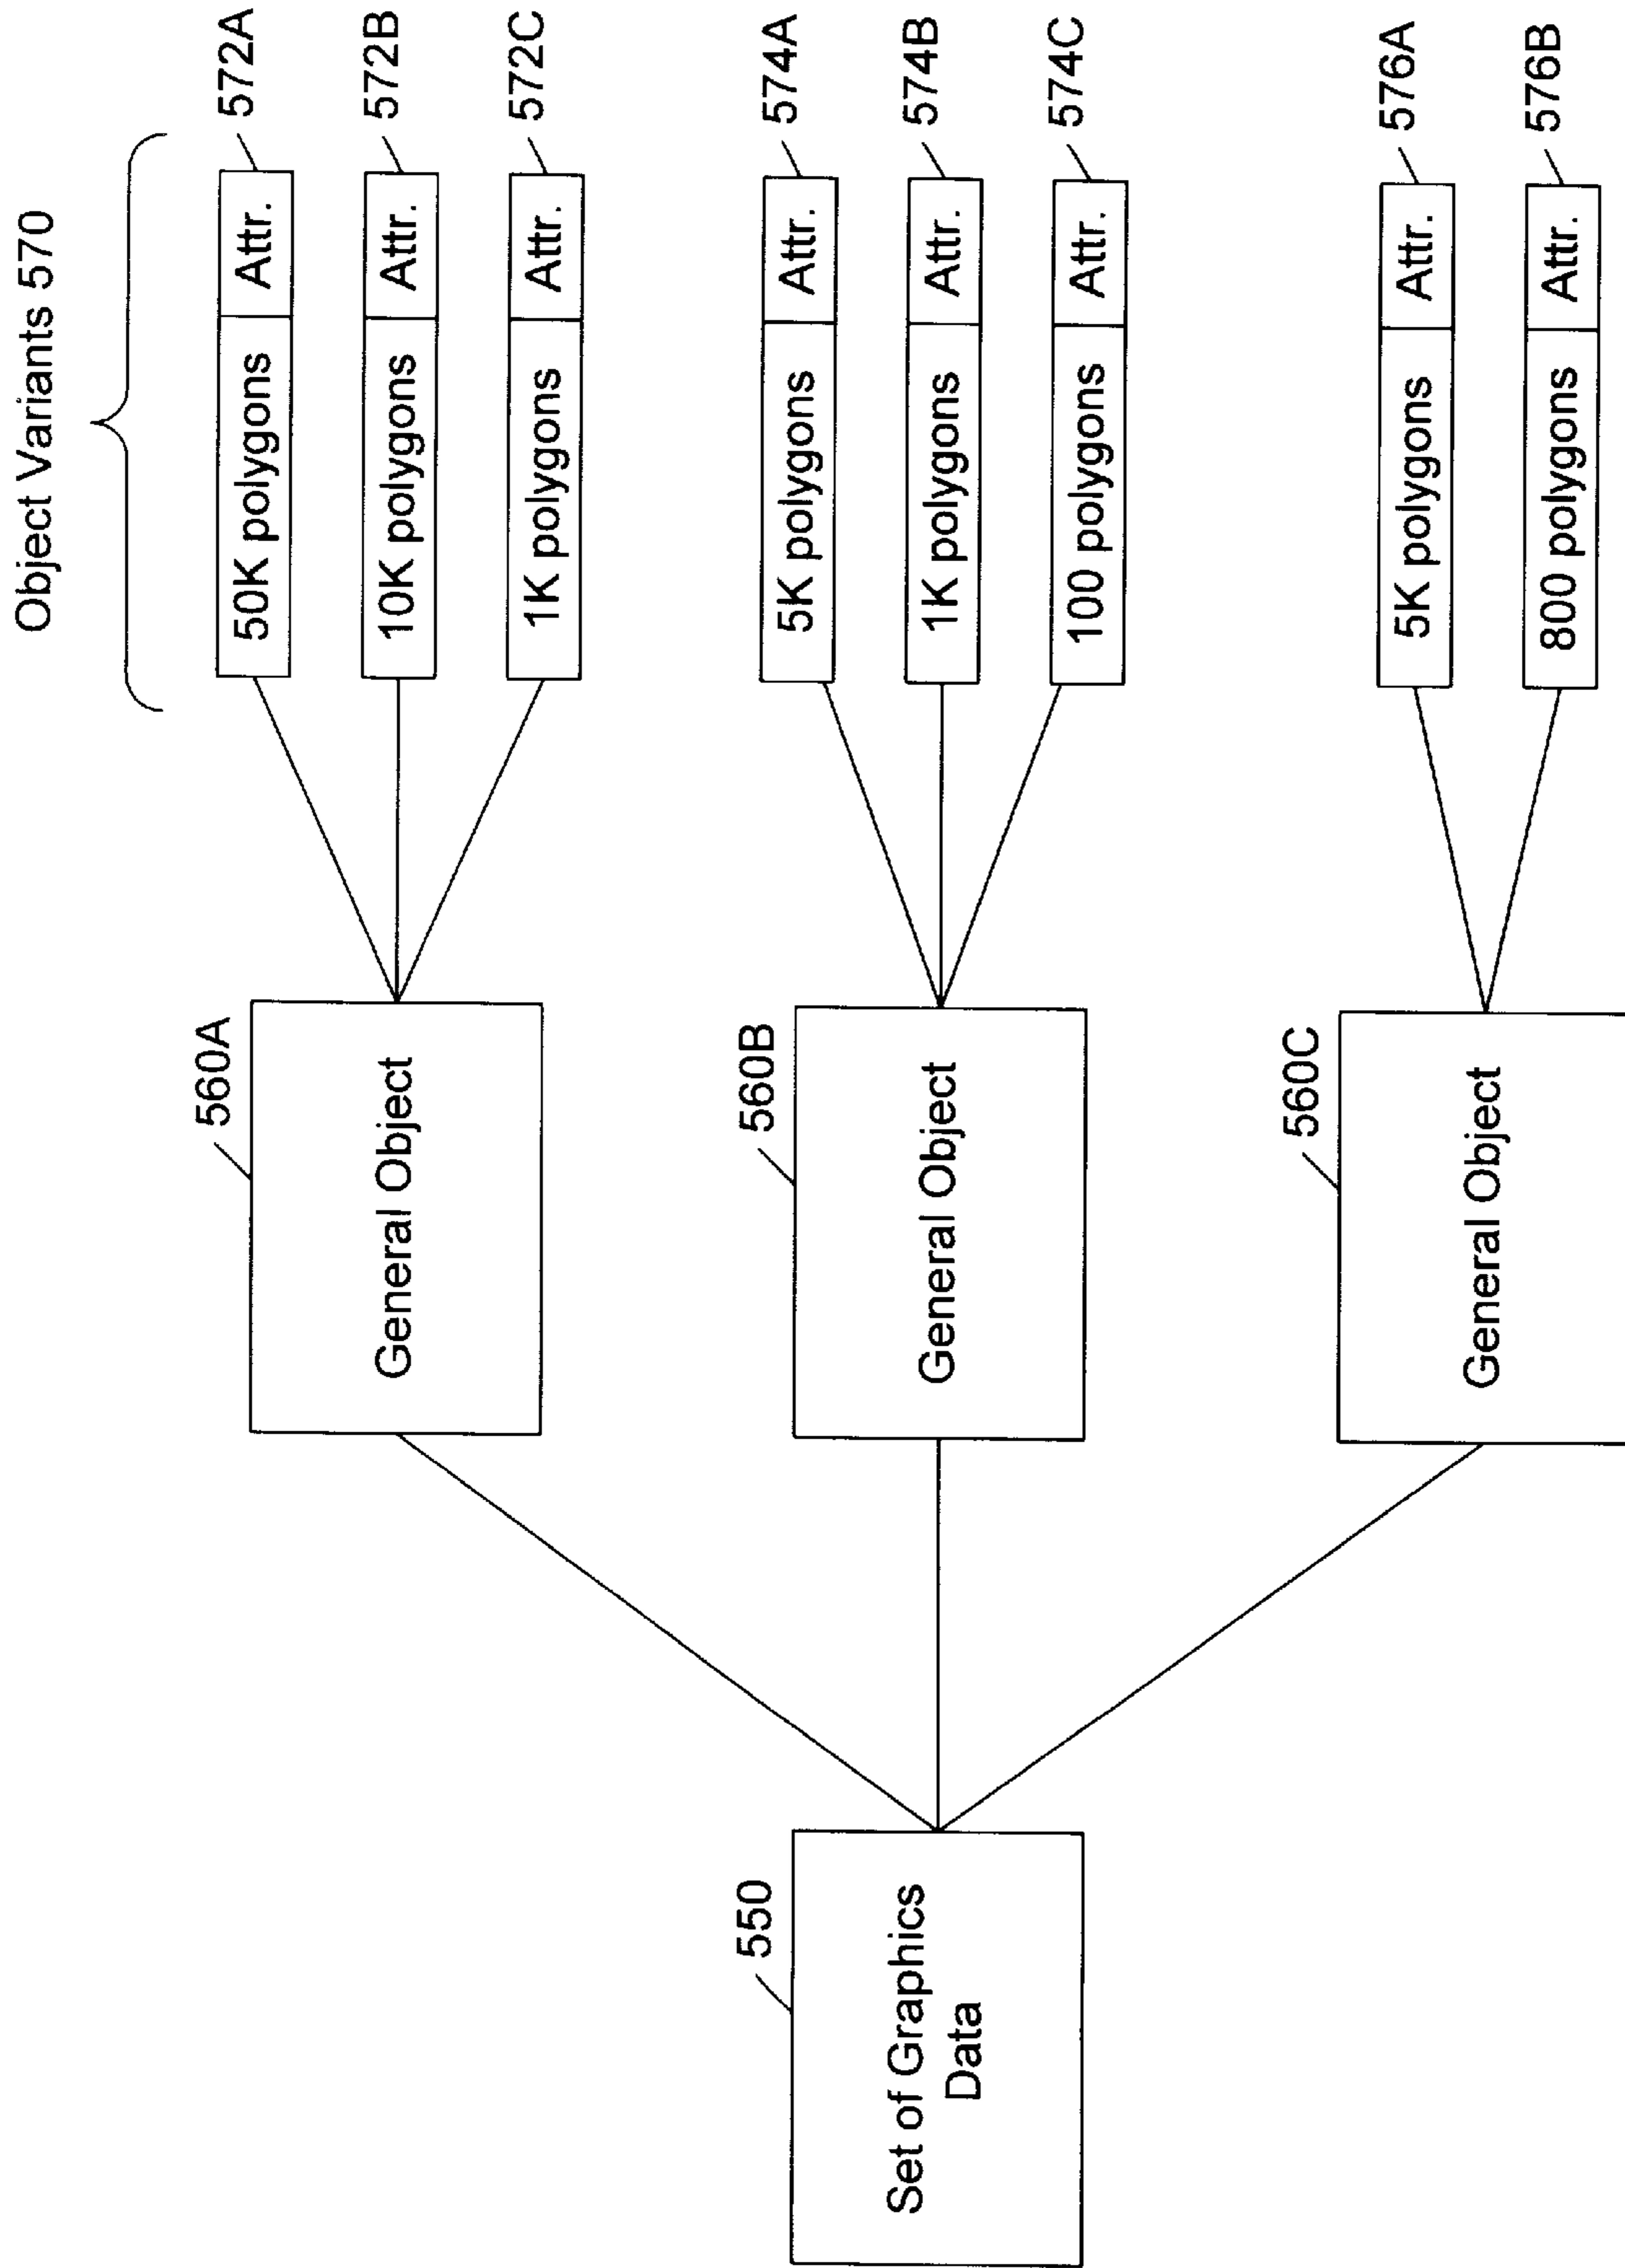 Object Variants 570
550
Set of Graphics
Data
560A
General Object
50K polygons Attr. 572A
10K polygons Attr. 572B
1K polygons Attr. 572C
560B
General Object
5K polygons Attr. 574A
1K polygons Attr. 574B
100 polygons Attr. 574C
560C
General Object
5K polygons Attr. 576A
800 polygons Attr. 576B